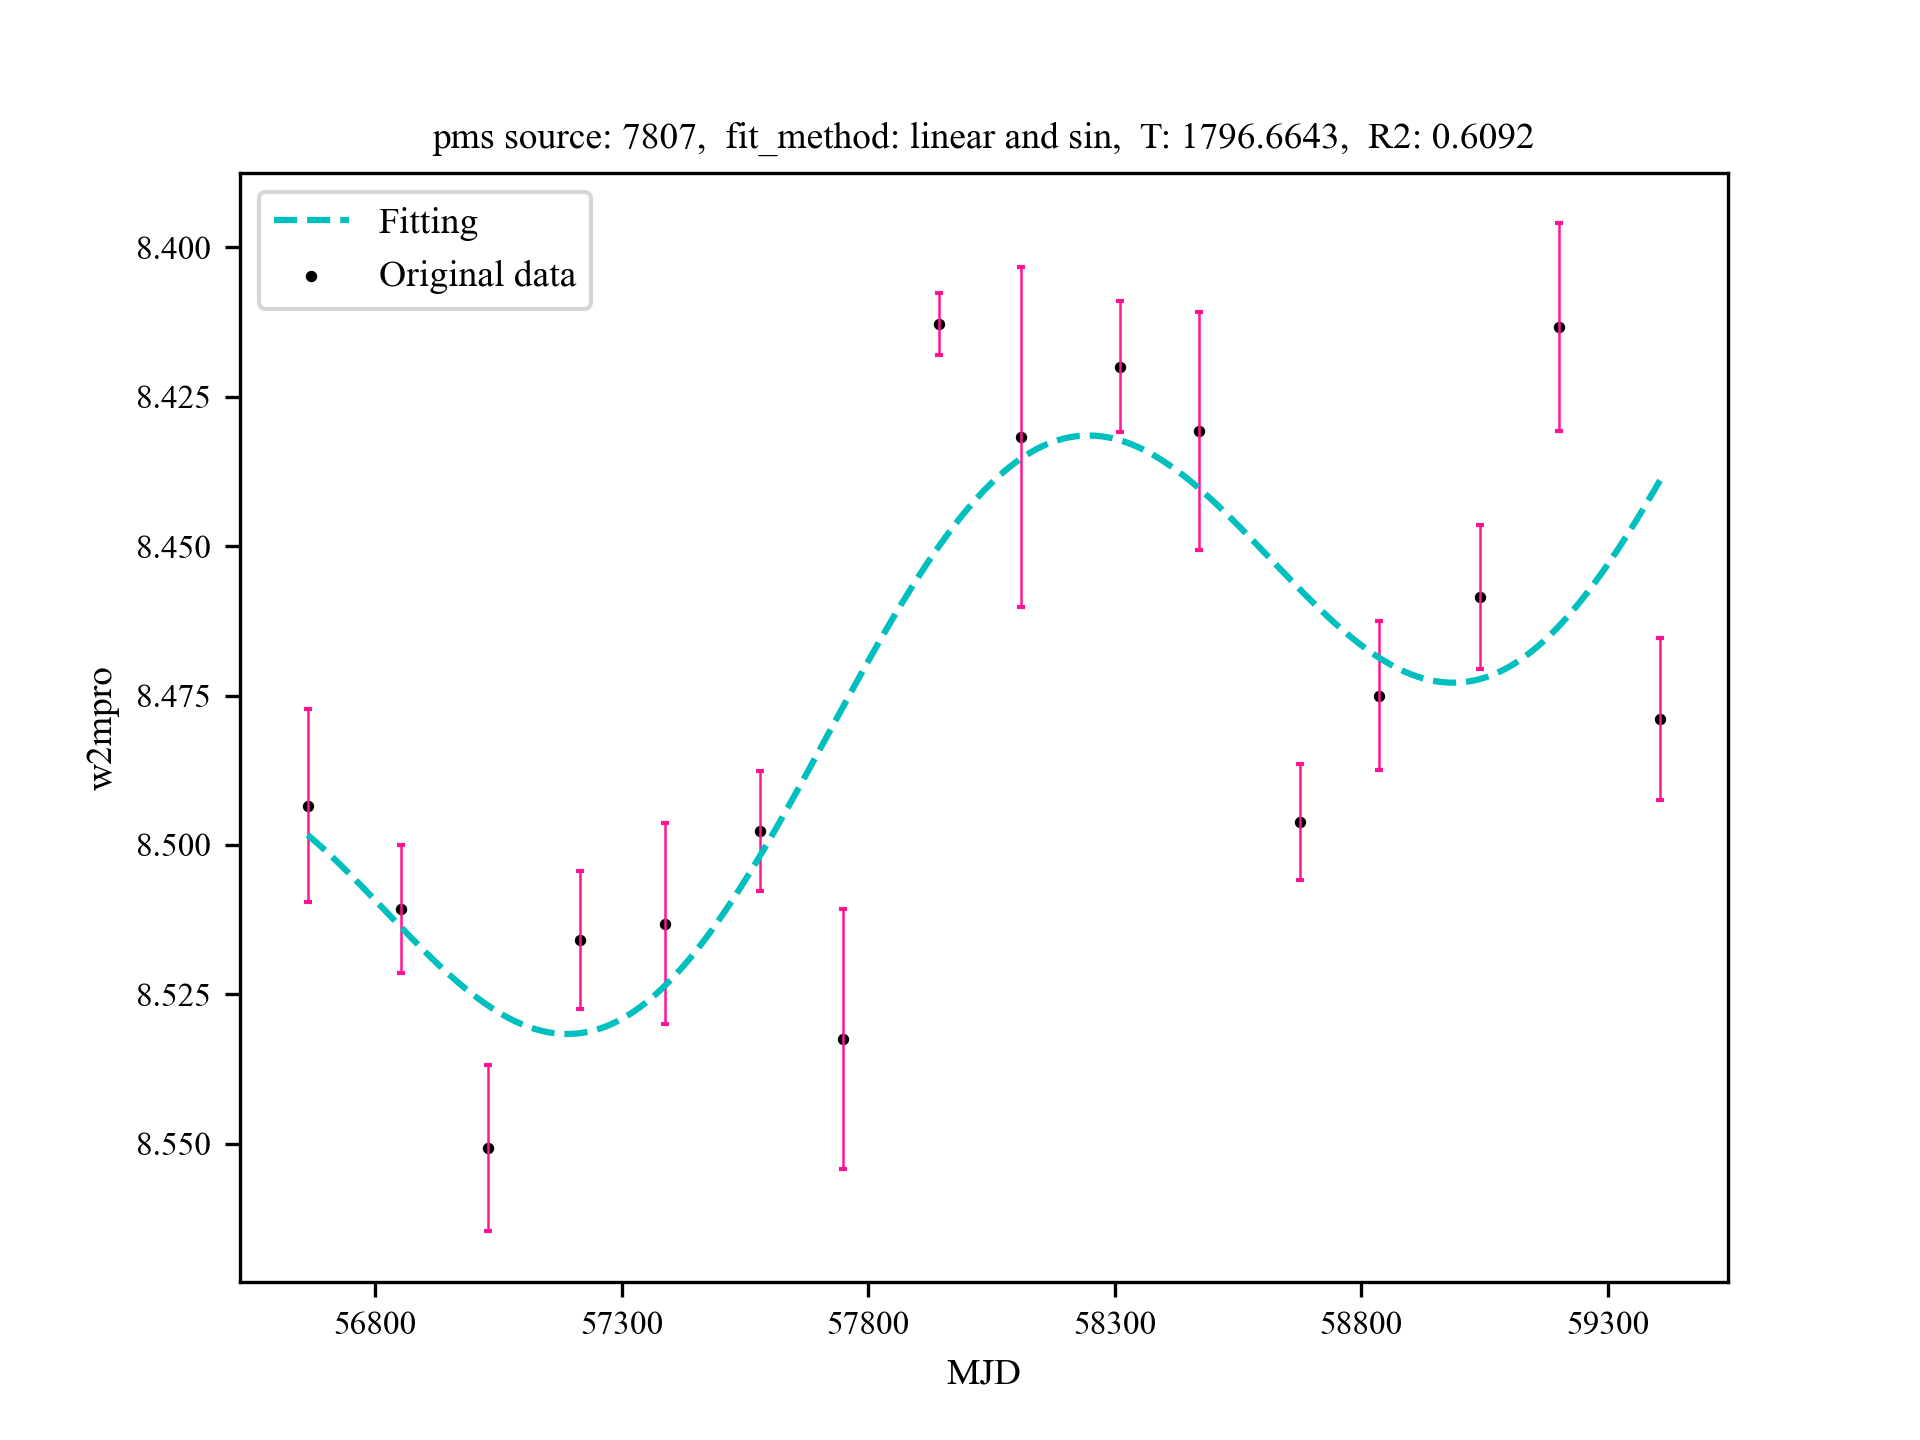 pms source: 7807,  fit_method: linear and sin,  T: 1796.6643,  R2: 0.6092
Fitting
Original data
8.400
8.425
8.450
8.475
8.500
8.525
8.550
w2mpro
56800
57300
57800
58300
58800
59300
MJD